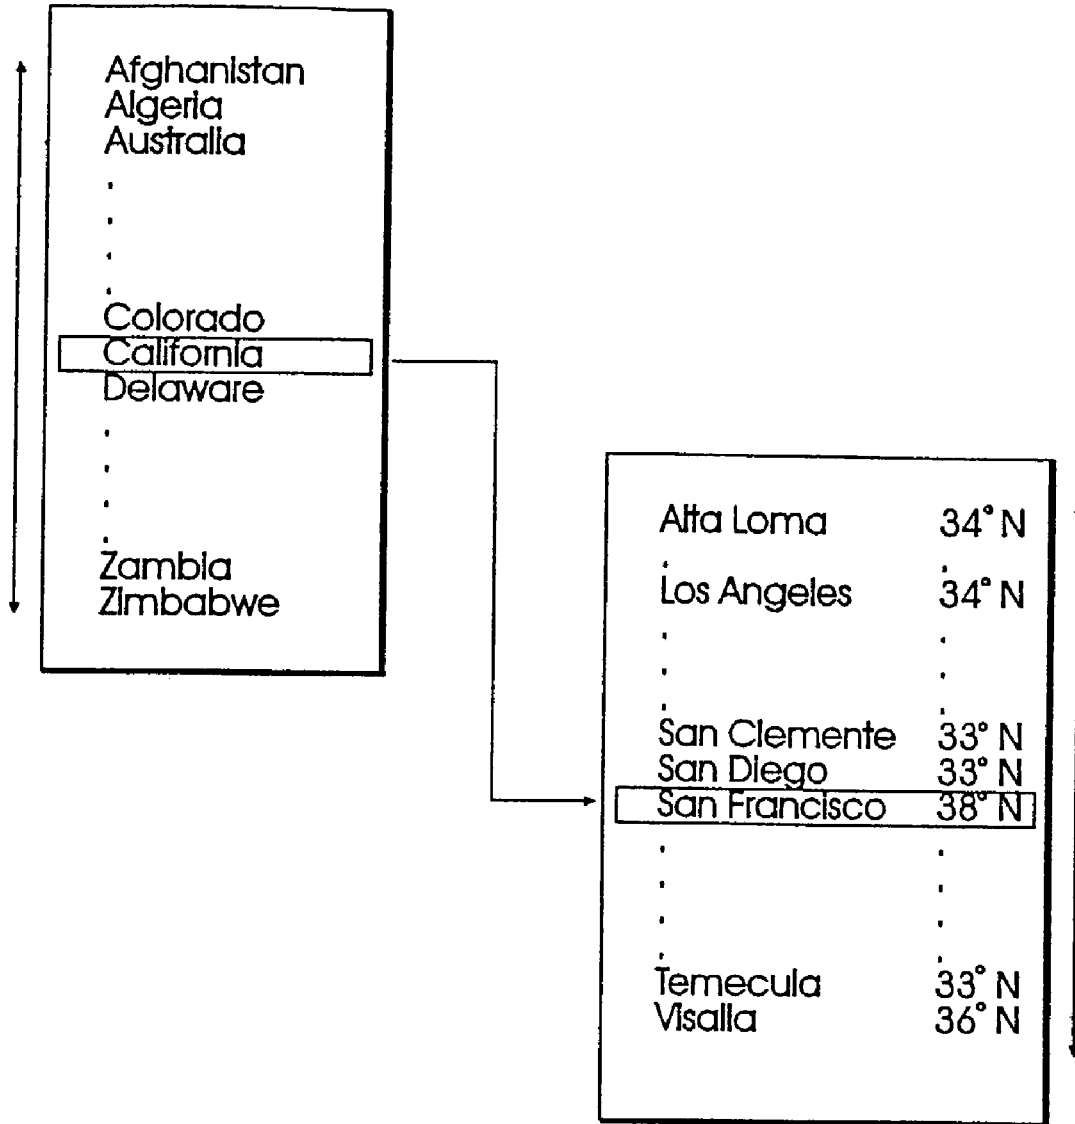 Afghanistan
Algeria
Australia
.
.
.
.
Colorado
California
Delaware
.
.
.
.
Zambia
Zimbabwe
Alta Loma 34° N
. .
Los Angeles 34° N
. .
. .
. .
San Clemente 33° N
San Diego 33° N
San Francisco 38° N
. .
. .
. .
. .
Temecula 33° N
Visalia 36° N